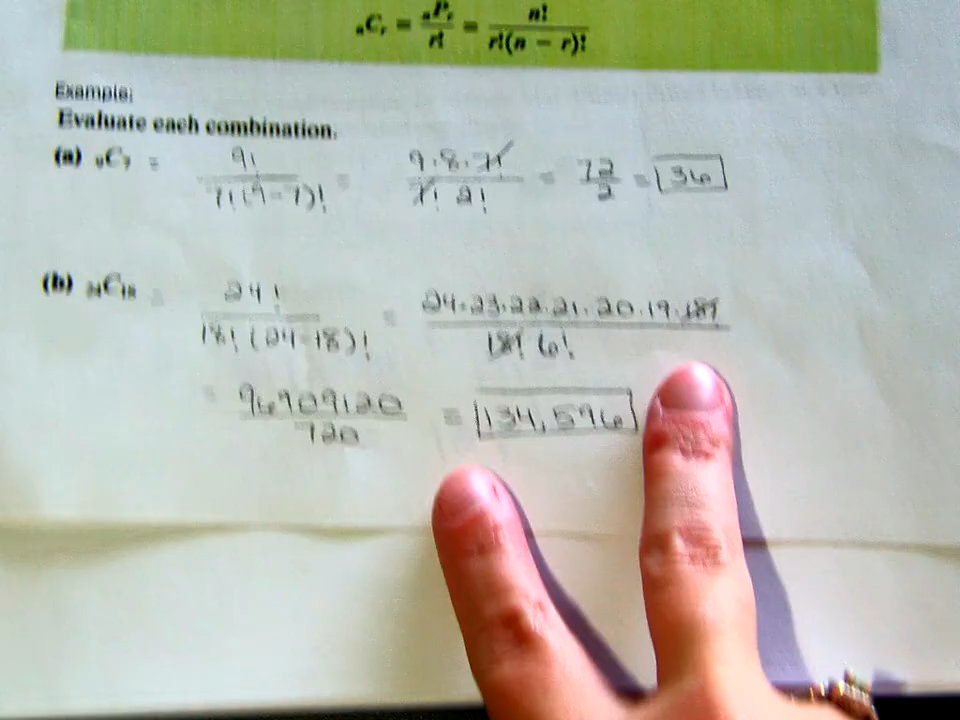 nCr = nPr / r! = n! / r!(n − r)!
Example:
Evaluate each combination.
(a) 9C7 = 9! / 7!(9-7)! = 9·8·7! / 7! 2! = 72 / 2 = 36
(b) 24C18 = 24! / 18!(24-18)! = 24·23·22·21·20·19·18! / 18! 6!
= 96909120 / 720 = 134,596